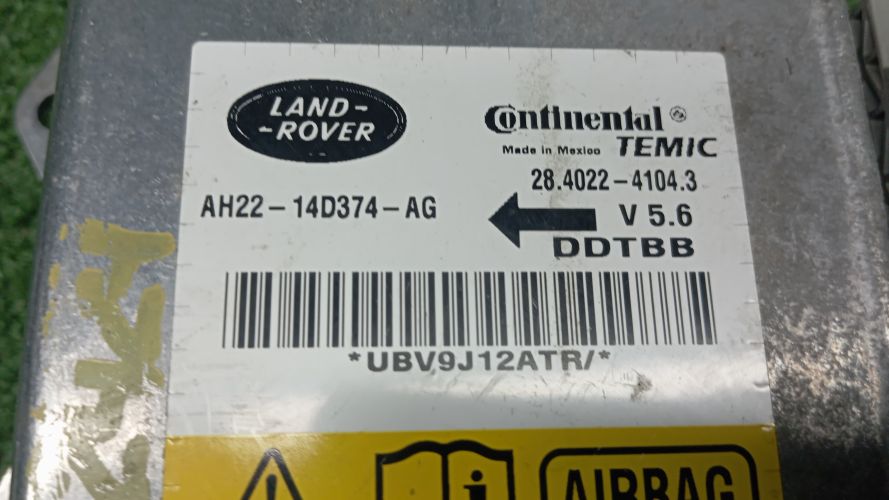 LAND-
-ROVER
Continental ®
Made in Mexico TEMIC
28.4022-4104.3
AH22-14D374-AG
V 5.6
DDTBB
*UBV9J12ATR/*
i
AIRBAG